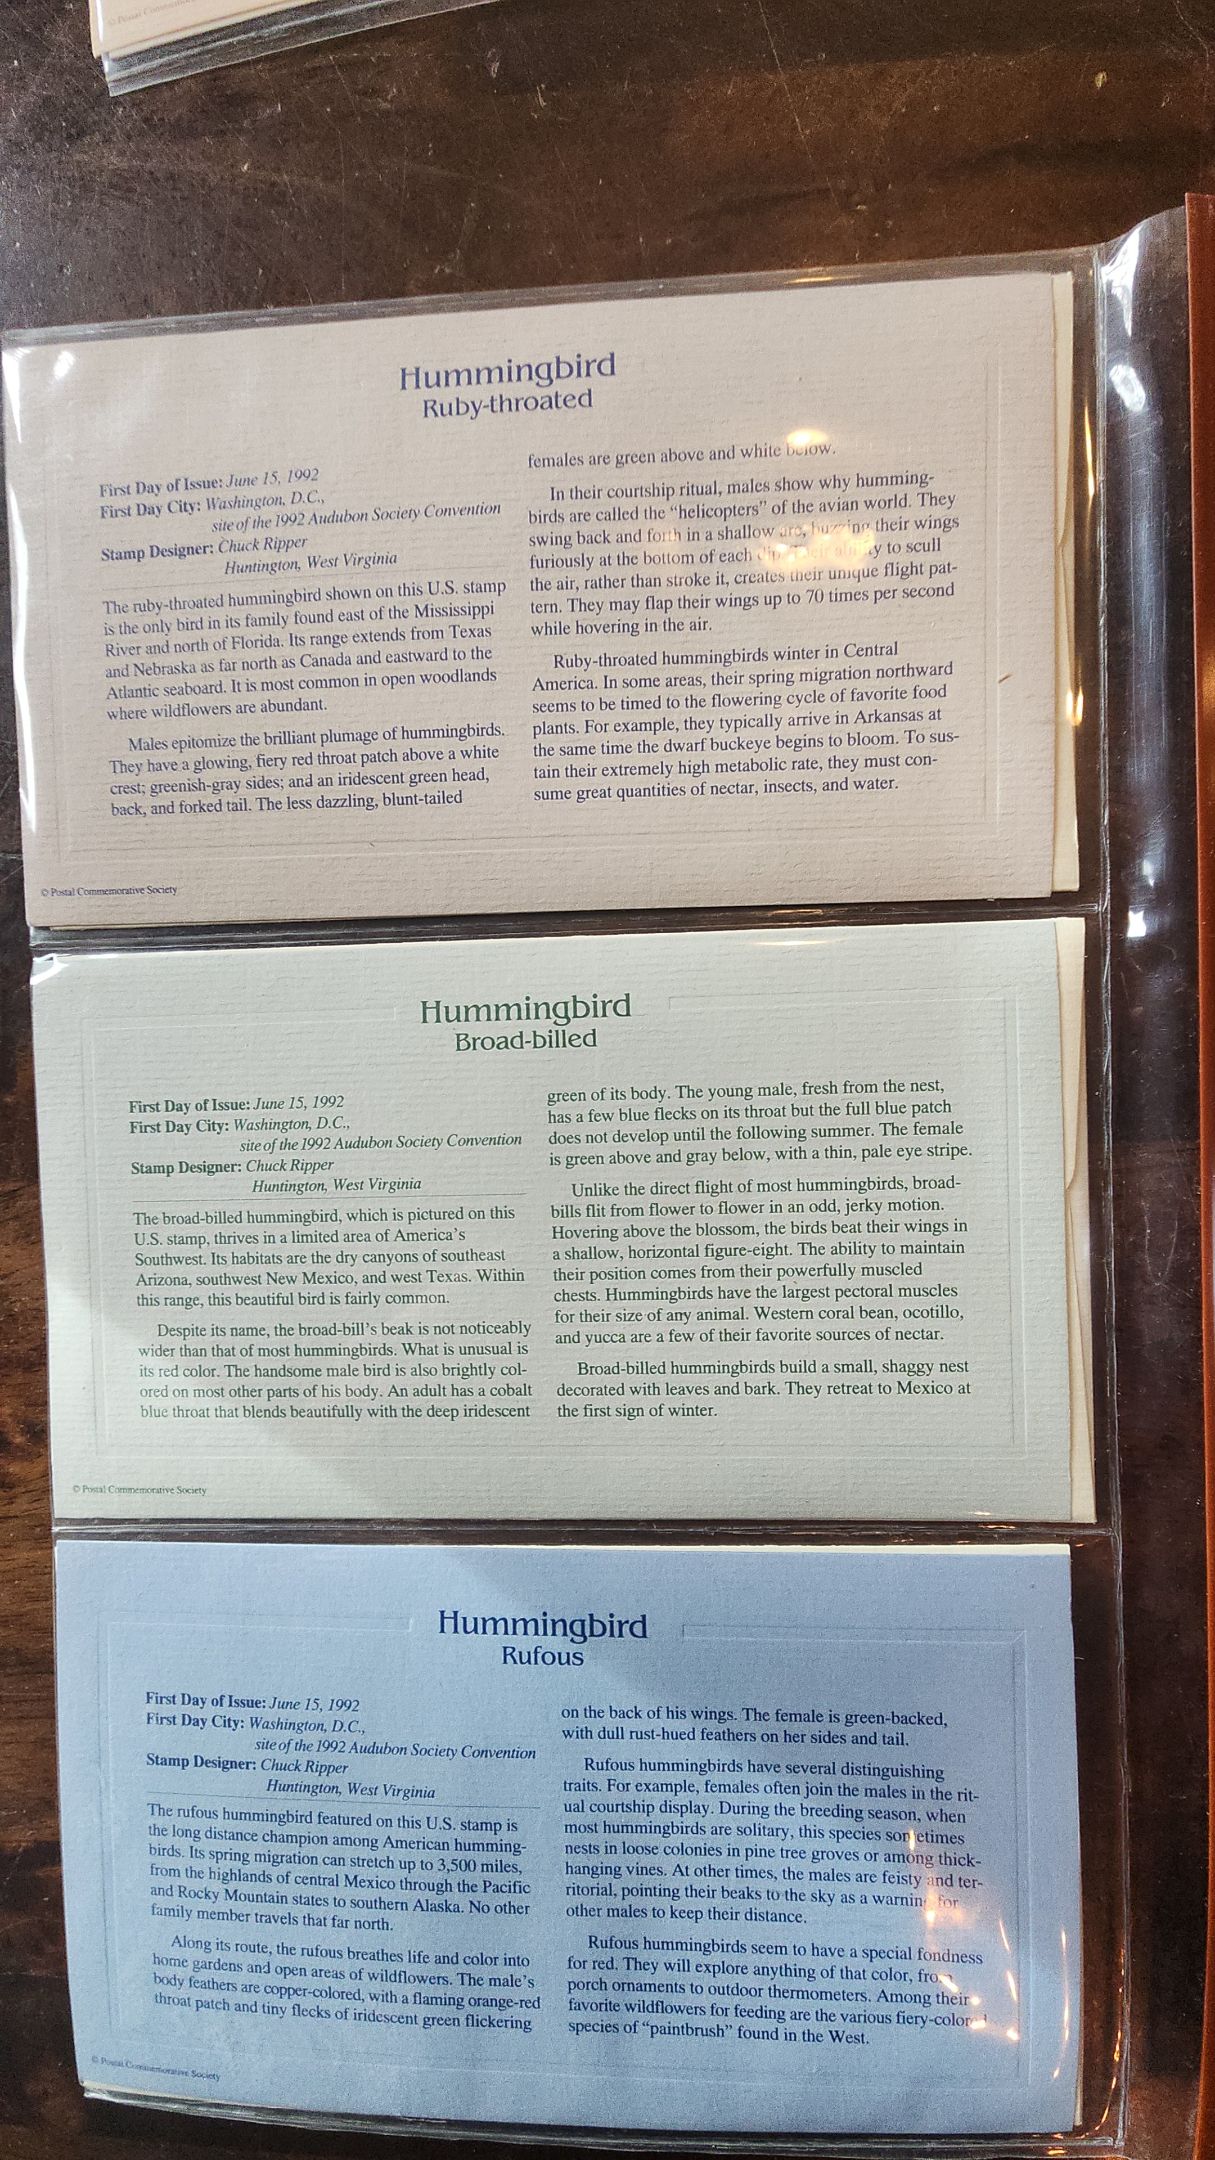 © Postal Commemorative
Hummingbird
Ruby-throated
First Day of Issue: June 15, 1992
First Day City: Washington, D.C.,
site of the 1992 Audubon Society Convention
Stamp Designer: Chuck Ripper
Huntington, West Virginia
The ruby-throated hummingbird shown on this U.S. stamp
is the only bird in its family found east of the Mississippi
River and north of Florida. Its range extends from Texas
and Nebraska as far north as Canada and eastward to the
Atlantic seaboard. It is most common in open woodlands
where wildflowers are abundant.
Males epitomize the brilliant plumage of hummingbirds.
They have a glowing, fiery red throat patch above a white
crest; greenish-gray sides; and an iridescent green head,
back, and forked tail. The less dazzling, blunt-tailed
females are green above and white below.
In their courtship ritual, males show why humming-
birds are called the “helicopters” of the avian world. They
swing back and forth in a shallow arc, buzzing their wings
furiously at the bottom of each dip. Their ability to scull
the air, rather than stroke it, creates their unique flight pat-
tern. They may flap their wings up to 70 times per second
while hovering in the air.
Ruby-throated hummingbirds winter in Central
America. In some areas, their spring migration northward
seems to be timed to the flowering cycle of favorite food
plants. For example, they typically arrive in Arkansas at
the same time the dwarf buckeye begins to bloom. To sus-
tain their extremely high metabolic rate, they must con-
sume great quantities of nectar, insects, and water.
© Postal Commemorative Society
Hummingbird
Broad-billed
First Day of Issue: June 15, 1992
First Day City: Washington, D.C.,
site of the 1992 Audubon Society Convention
Stamp Designer: Chuck Ripper
Huntington, West Virginia
The broad-billed hummingbird, which is pictured on this
U.S. stamp, thrives in a limited area of America’s
Southwest. Its habitats are the dry canyons of southeast
Arizona, southwest New Mexico, and west Texas. Within
this range, this beautiful bird is fairly common.
Despite its name, the broad-bill’s beak is not noticeably
wider than that of most hummingbirds. What is unusual is
its red color. The handsome male bird is also brightly col-
ored on most other parts of his body. An adult has a cobalt
blue throat that blends beautifully with the deep iridescent
green of its body. The young male, fresh from the nest,
has a few blue flecks on its throat but the full blue patch
does not develop until the following summer. The female
is green above and gray below, with a thin, pale eye stripe.
Unlike the direct flight of most hummingbirds, broad-
bills flit from flower to flower in an odd, jerky motion.
Hovering above the blossom, the birds beat their wings in
a shallow, horizontal figure-eight. The ability to maintain
their position comes from their powerfully muscled
chests. Hummingbirds have the largest pectoral muscles
for their size of any animal. Western coral bean, ocotillo,
and yucca are a few of their favorite sources of nectar.
Broad-billed hummingbirds build a small, shaggy nest
decorated with leaves and bark. They retreat to Mexico at
the first sign of winter.
© Postal Commemorative Society
Hummingbird
Rufous
First Day of Issue: June 15, 1992
First Day City: Washington, D.C.,
site of the 1992 Audubon Society Convention
Stamp Designer: Chuck Ripper
Huntington, West Virginia
The rufous hummingbird featured on this U.S. stamp is
the long distance champion among American humming-
birds. Its spring migration can stretch up to 3,500 miles,
from the highlands of central Mexico through the Pacific
and Rocky Mountain states to southern Alaska. No other
family member travels that far north.
Along its route, the rufous breathes life and color into
home gardens and open areas of wildflowers. The male’s
body feathers are copper-colored, with a flaming orange-red
throat patch and tiny flecks of iridescent green flickering
on the back of his wings. The female is green-backed,
with dull rust-hued feathers on her sides and tail.
Rufous hummingbirds have several distinguishing
traits. For example, females often join the males in the rit-
ual courtship display. During the breeding season, when
most hummingbirds are solitary, this species sometimes
nests in loose colonies in pine tree groves or among thick-
hanging vines. At other times, the males are feisty and ter-
ritorial, pointing their beaks to the sky as a warning for
other males to keep their distance.
Rufous hummingbirds seem to have a special fondness
for red. They will explore anything of that color, from
porch ornaments to outdoor thermometers. Among their
favorite wildflowers for feeding are the various fiery-colored
species of “paintbrush” found in the West.
© Postal Commemorative Society